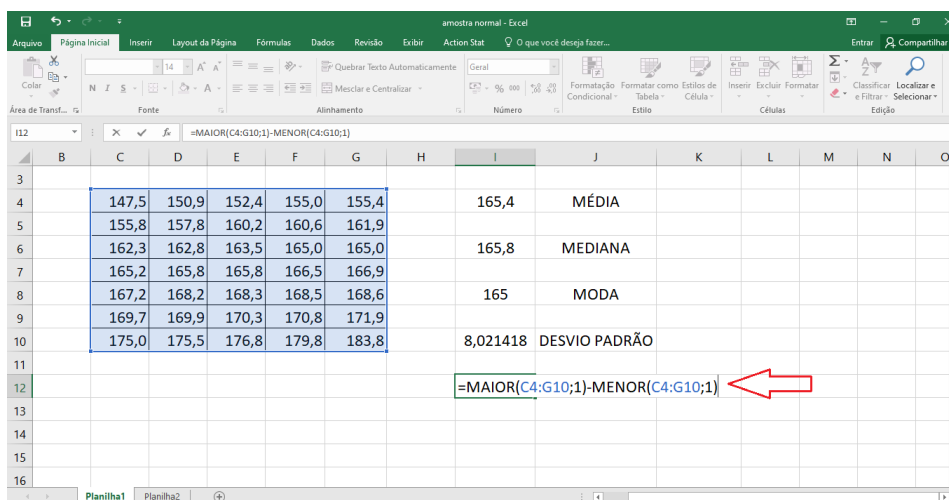 amostra normal - Excel
Arquivo Página Inicial Inserir Layout da Página Fórmulas Dados Revisão Exibir Action Stat O que você deseja fazer... Entrar Compartilhar
Colar 14 A A Quebrar Texto Automaticamente Geral Σ
N I S A Mesclar e Centralizar % 000
Formatação Condicional Formatar como Tabela Estilos de Célula Inserir Excluir Formatar Classificar e Filtrar Localizar e Selecionar
Área de Transf... Fonte Alinhamento Número Estilo Células Edição
I12 fx =MAIOR(C4:G10;1)-MENOR(C4:G10;1)
B C D E F G H I J K L M N O
3
4 147,5 150,9 152,4 155,0 155,4 165,4 MÉDIA
5 155,8 157,8 160,2 160,6 161,9
6 162,3 162,8 163,5 165,0 165,0 165,8 MEDIANA
7 165,2 165,8 165,8 166,5 166,9
8 167,2 168,2 168,3 168,5 168,6 165 MODA
9 169,7 169,9 170,3 170,8 171,9
10 175,0 175,5 176,8 179,8 183,8 8,021418 DESVIO PADRÃO
11
12 =MAIOR(C4:G10;1)-MENOR(C4:G10;1)
13
14
15
16
Planilha1 Planilha2